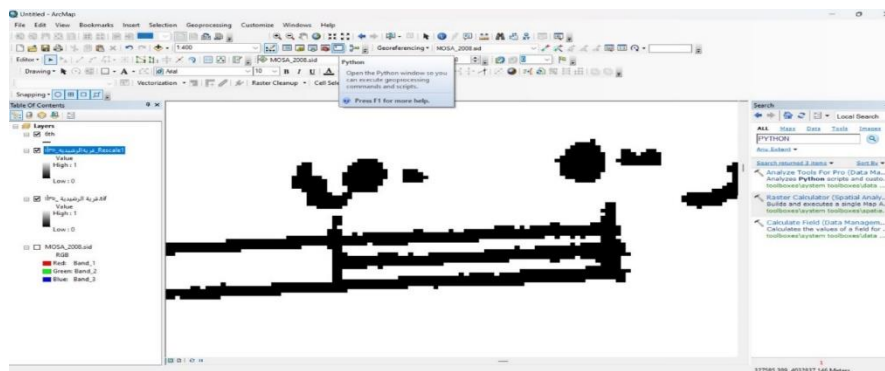 Untitled - ArcMap
File Edit View Bookmarks Insert Selection Geoprocessing Customize Windows Help
1:400
Georeferencing
MOSA_2008.sid
Editor
MOSA_2008.sid
Drawing
A
Arial
10
B I U A
Vectorization
Raster Cleanup
Cell Sele
Snapping
Python
Open the Python window so you
can execute geoprocessing
commands and scripts.
Press F1 for more help.
Table Of Contents
Layers
Value
High : 1
Low : 0
Value
High : 1
Low : 0
MOSA_2008.sid
RGB
Red: Band_1
Green: Band_2
Blue: Band_3
Search
Local Search
ALL Maps Data Tools Images
PYTHON
Any Extent
Search returned 3 items
Sort By
Analyze Tools For Pro (Data Ma...
Analyzes Python scripts and custo...
toolboxes\system toolboxes\data ...
Raster Calculator (Spatial Analy...
Builds and executes a single Map A...
toolboxes\system toolboxes\spatia...
Calculate Field (Data Managem...
Calculates the values of a field for ...
toolboxes\system toolboxes\data ...